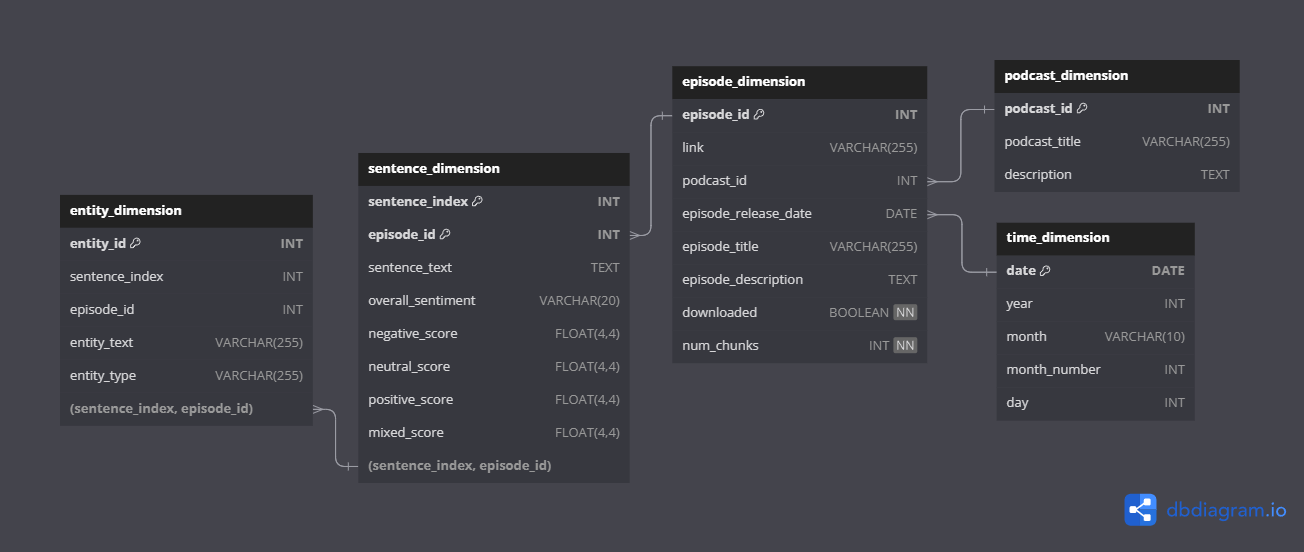 entity_dimension
entity_id INT
sentence_index INT
episode_id INT
entity_text VARCHAR(255)
entity_type VARCHAR(255)
(sentence_index, episode_id)
sentence_dimension
sentence_index INT
episode_id INT
sentence_text TEXT
overall_sentiment VARCHAR(20)
negative_score FLOAT(4,4)
neutral_score FLOAT(4,4)
positive_score FLOAT(4,4)
mixed_score FLOAT(4,4)
(sentence_index, episode_id)
episode_dimension
episode_id INT
link VARCHAR(255)
podcast_id INT
episode_release_date DATE
episode_title VARCHAR(255)
episode_description TEXT
downloaded BOOLEAN NN
num_chunks INT NN
podcast_dimension
podcast_id INT
podcast_title VARCHAR(255)
description TEXT
time_dimension
date DATE
year INT
month VARCHAR(10)
month_number INT
day INT
dbdiagram.io